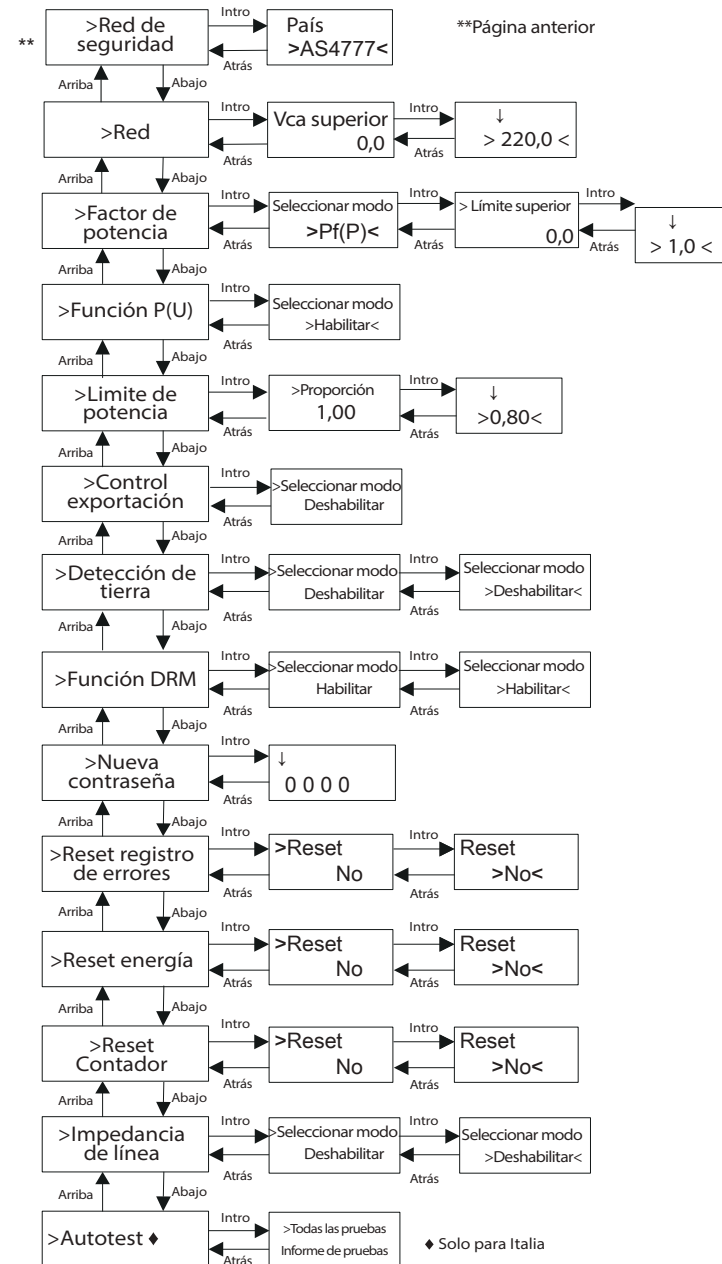 Intro
>Red de
seguridad
País
>AS4777<
**Página anterior
**
Atrás
Arriba
Abajo
Intro
Intro
>Red
Vca superior
0,0
↓
> 220,0 <
Atrás
Atrás
Arriba
Abajo
Intro
Intro
Intro
>Factor de
potencia
Seleccionar modo
>Pf(P)<
> Límite superior
0,0
↓
> 1,0 <
Atrás
Atrás
Atrás
Arriba
Abajo
Intro
>Función P(U)
Seleccionar modo
>Habilitar<
Atrás
Arriba
Abajo
Intro
Intro
>Limite de
potencia
>Proporción
1,00
↓
>0,80<
Atrás
Atrás
Arriba
Abajo
Intro
>Control
exportación
>Seleccionar modo
Deshabilitar
Atrás
Arriba
Abajo
Intro
Intro
>Detección de
tierra
>Seleccionar modo
Deshabilitar
Seleccionar modo
>Deshabilitar<
Atrás
Atrás
Arriba
Abajo
Intro
Intro
>Función DRM
>Seleccionar modo
Habilitar
Seleccionar modo
>Habilitar<
Atrás
Atrás
Arriba
Abajo
Intro
>Nueva
contraseña
↓
0 0 0 0
Atrás
Arriba
Abajo
Intro
Intro
>Reset registro
de errores
>Reset
No
Reset
>No<
Atrás
Atrás
Arriba
Abajo
Intro
Intro
>Reset energía
>Reset
No
Reset
>No<
Atrás
Atrás
Arriba
Abajo
Intro
Intro
>Reset
Contador
>Reset
No
Reset
>No<
Atrás
Atrás
Arriba
Abajo
Intro
Intro
>Impedancia
de línea
>Seleccionar modo
Deshabilitar
Seleccionar modo
>Deshabilitar<
Atrás
Atrás
Arriba
Abajo
Intro
>Autotest ♦
>Todas las pruebas
Informe de pruebas
♦ Solo para Italia
Atrás